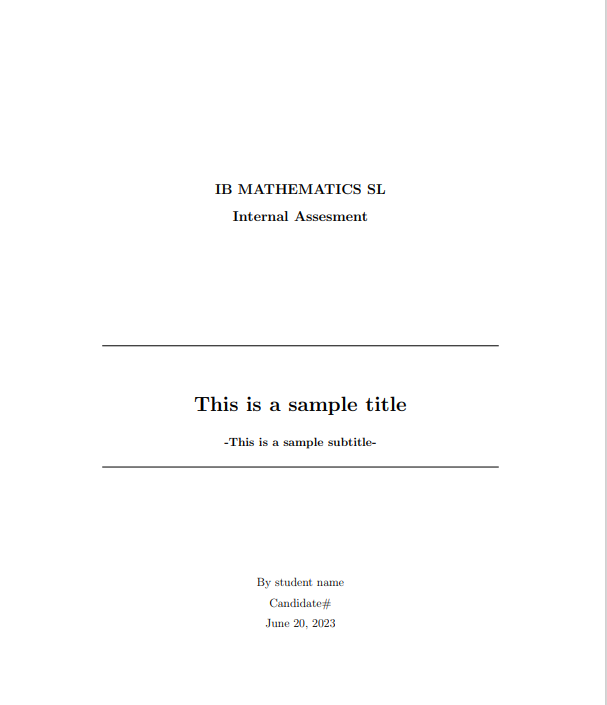 IB MATHEMATICS SL
Internal Assesment
This is a sample title
-This is a sample subtitle-
By student name
Candidate#
June 20, 2023